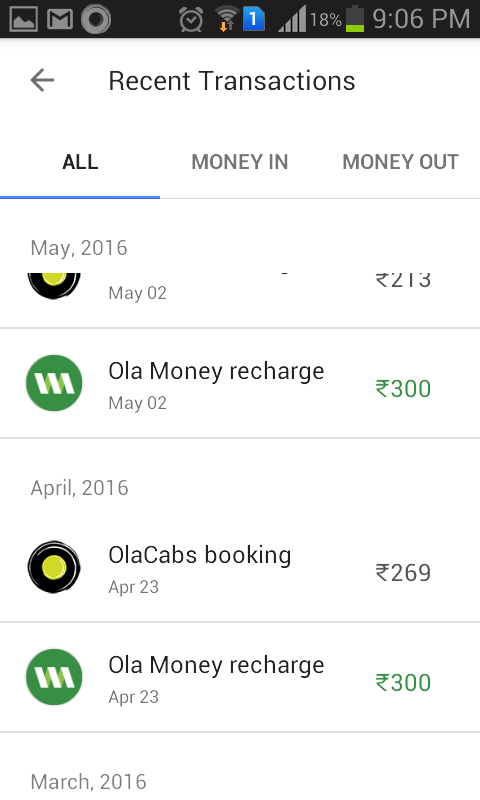 1 18% 9:06 PM
Recent Transactions
ALL MONEY IN MONEY OUT
May, 2016
₹213
May 02
Ola Money recharge
₹300
May 02
April, 2016
OlaCabs booking
₹269
Apr 23
Ola Money recharge
₹300
Apr 23
March, 2016